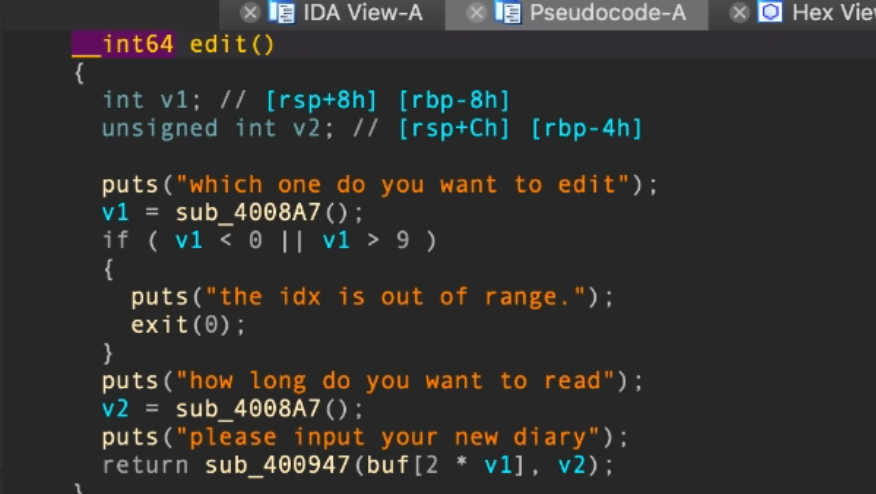 IDA View-A Pseudocode-A Hex View
__int64 edit()
{
int v1; // [rsp+8h] [rbp-8h]
unsigned int v2; // [rsp+Ch] [rbp-4h]
puts("which one do you want to edit");
v1 = sub_4008A7();
if ( v1 < 0 || v1 > 9 )
{
puts("the idx is out of range.");
exit(0);
}
puts("how long do you want to read");
v2 = sub_4008A7();
puts("please input your new diary");
return sub_400947(buf[2 * v1], v2);
}